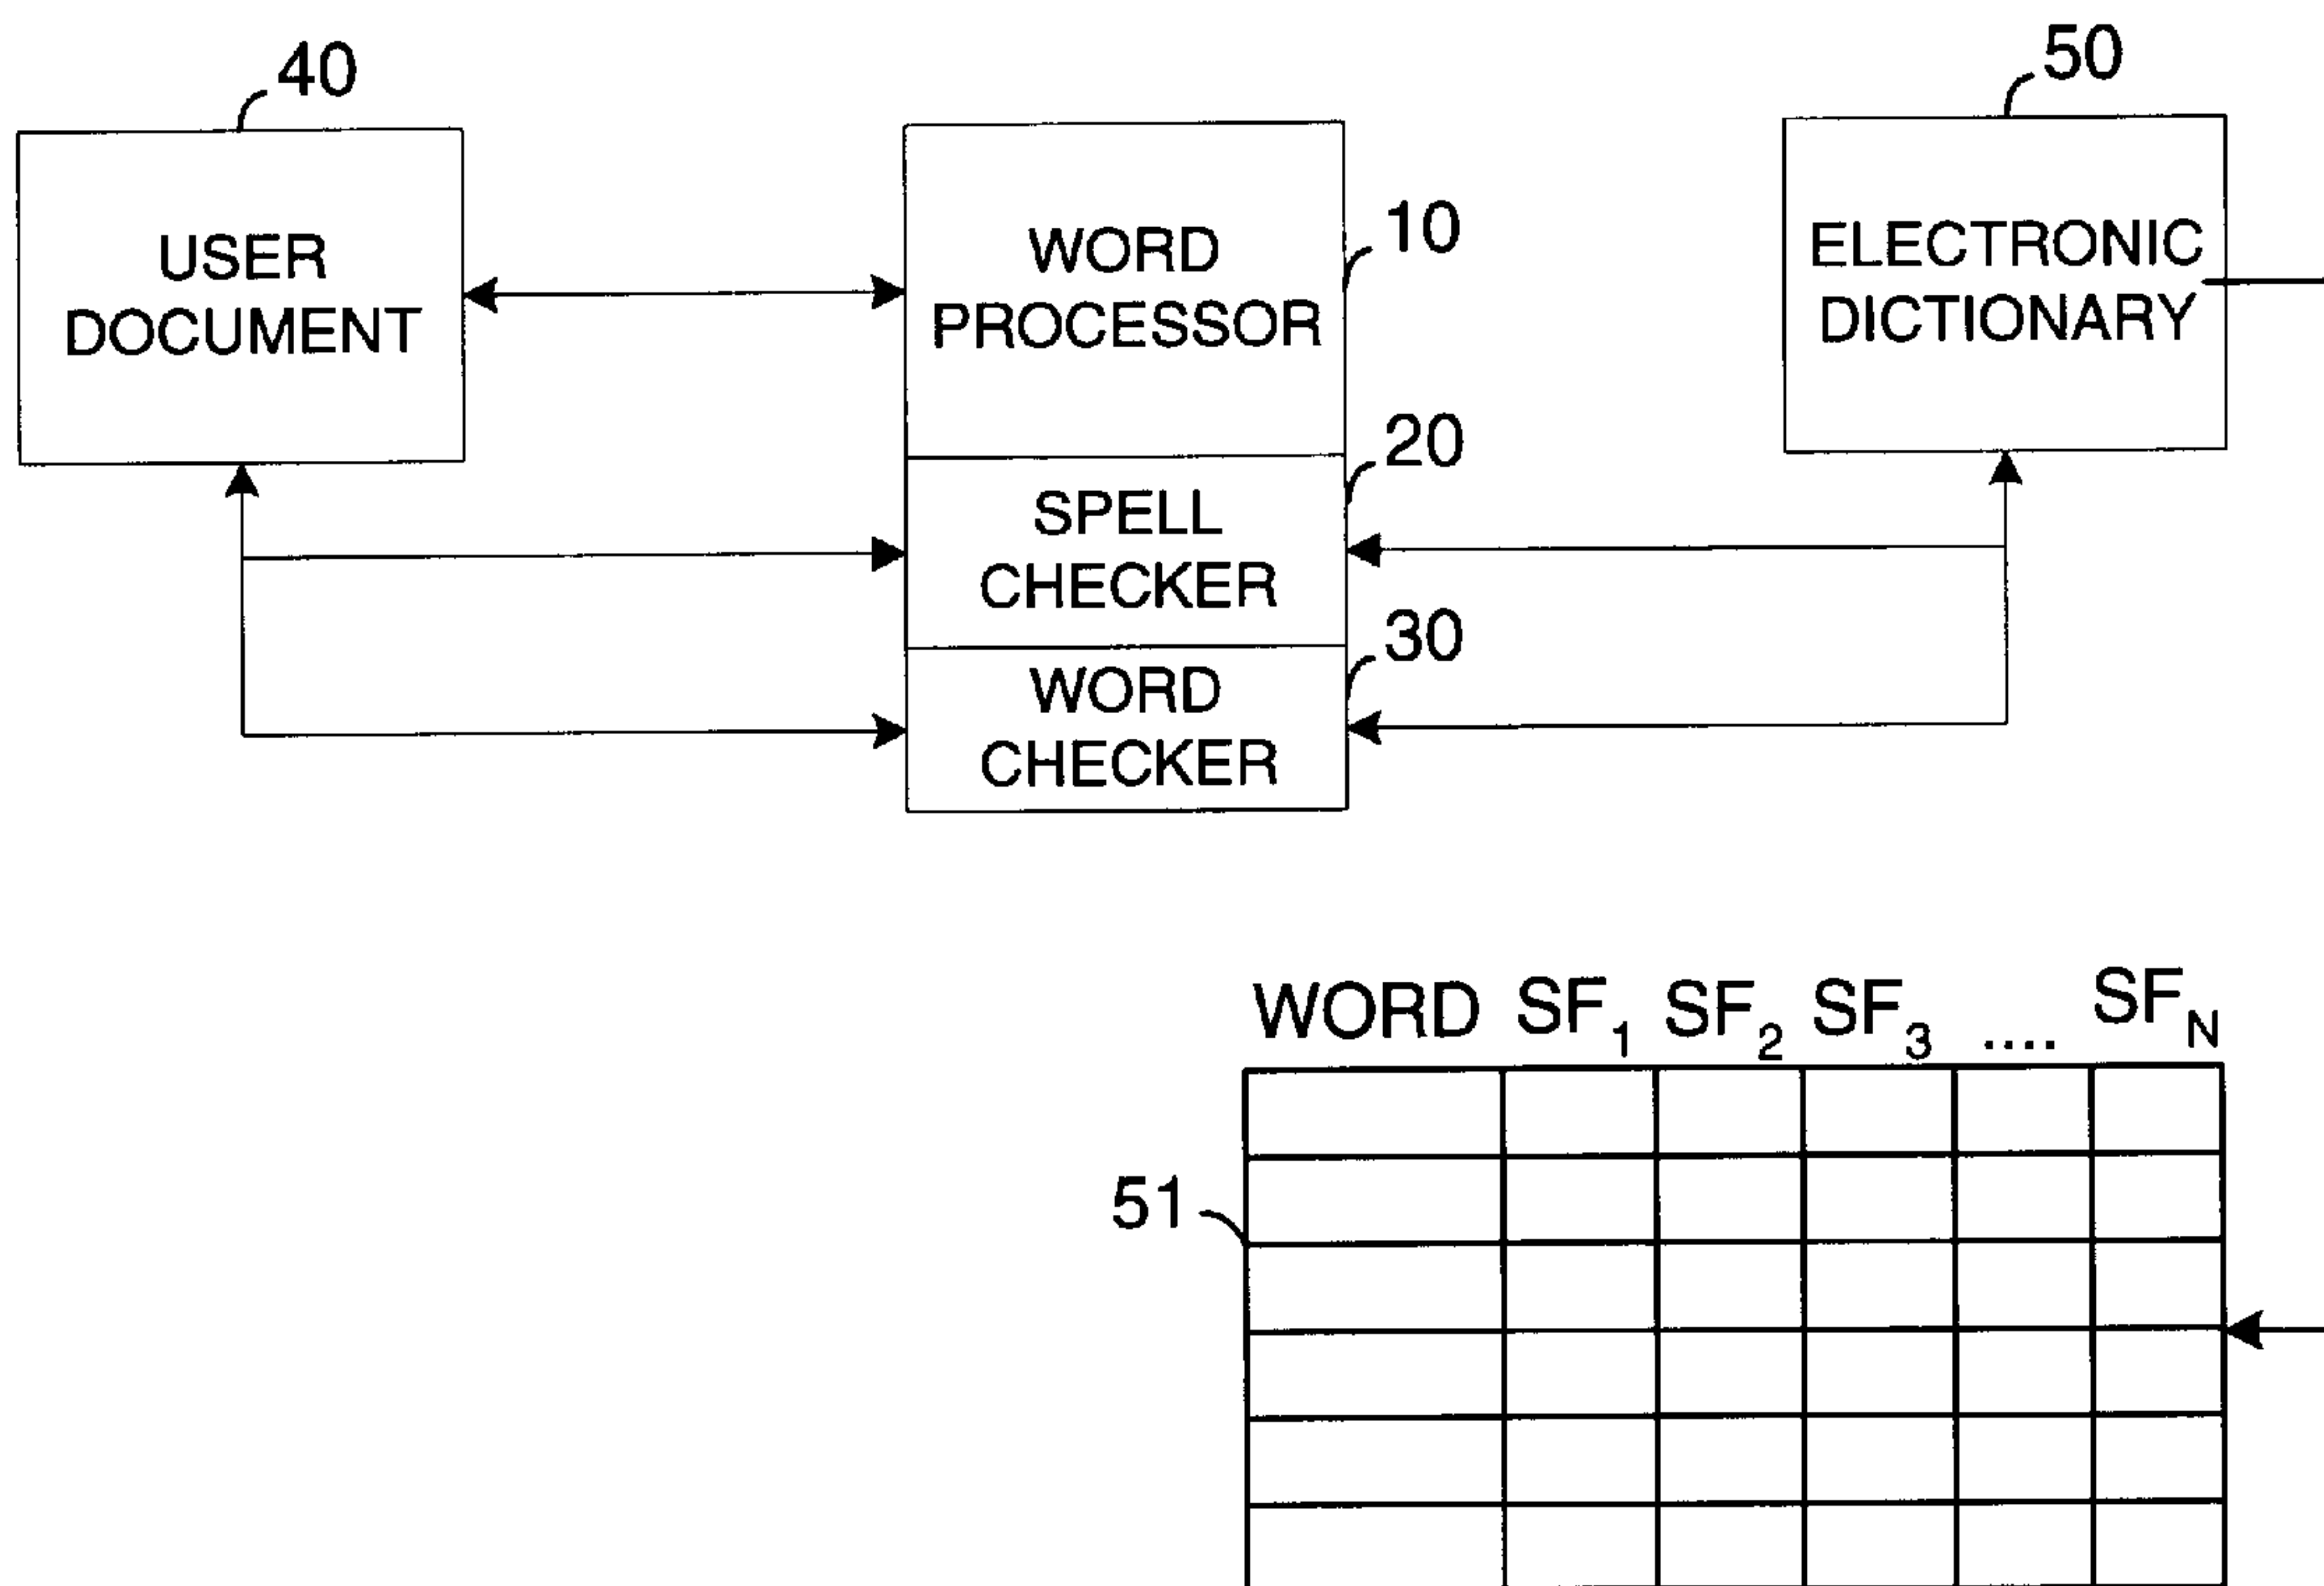 40
50
USER
DOCUMENT
WORD
PROCESSOR
10
ELECTRONIC
DICTIONARY
20
SPELL
CHECKER
30
WORD
CHECKER
WORD SF1 SF2 SF3 .... SFN
51